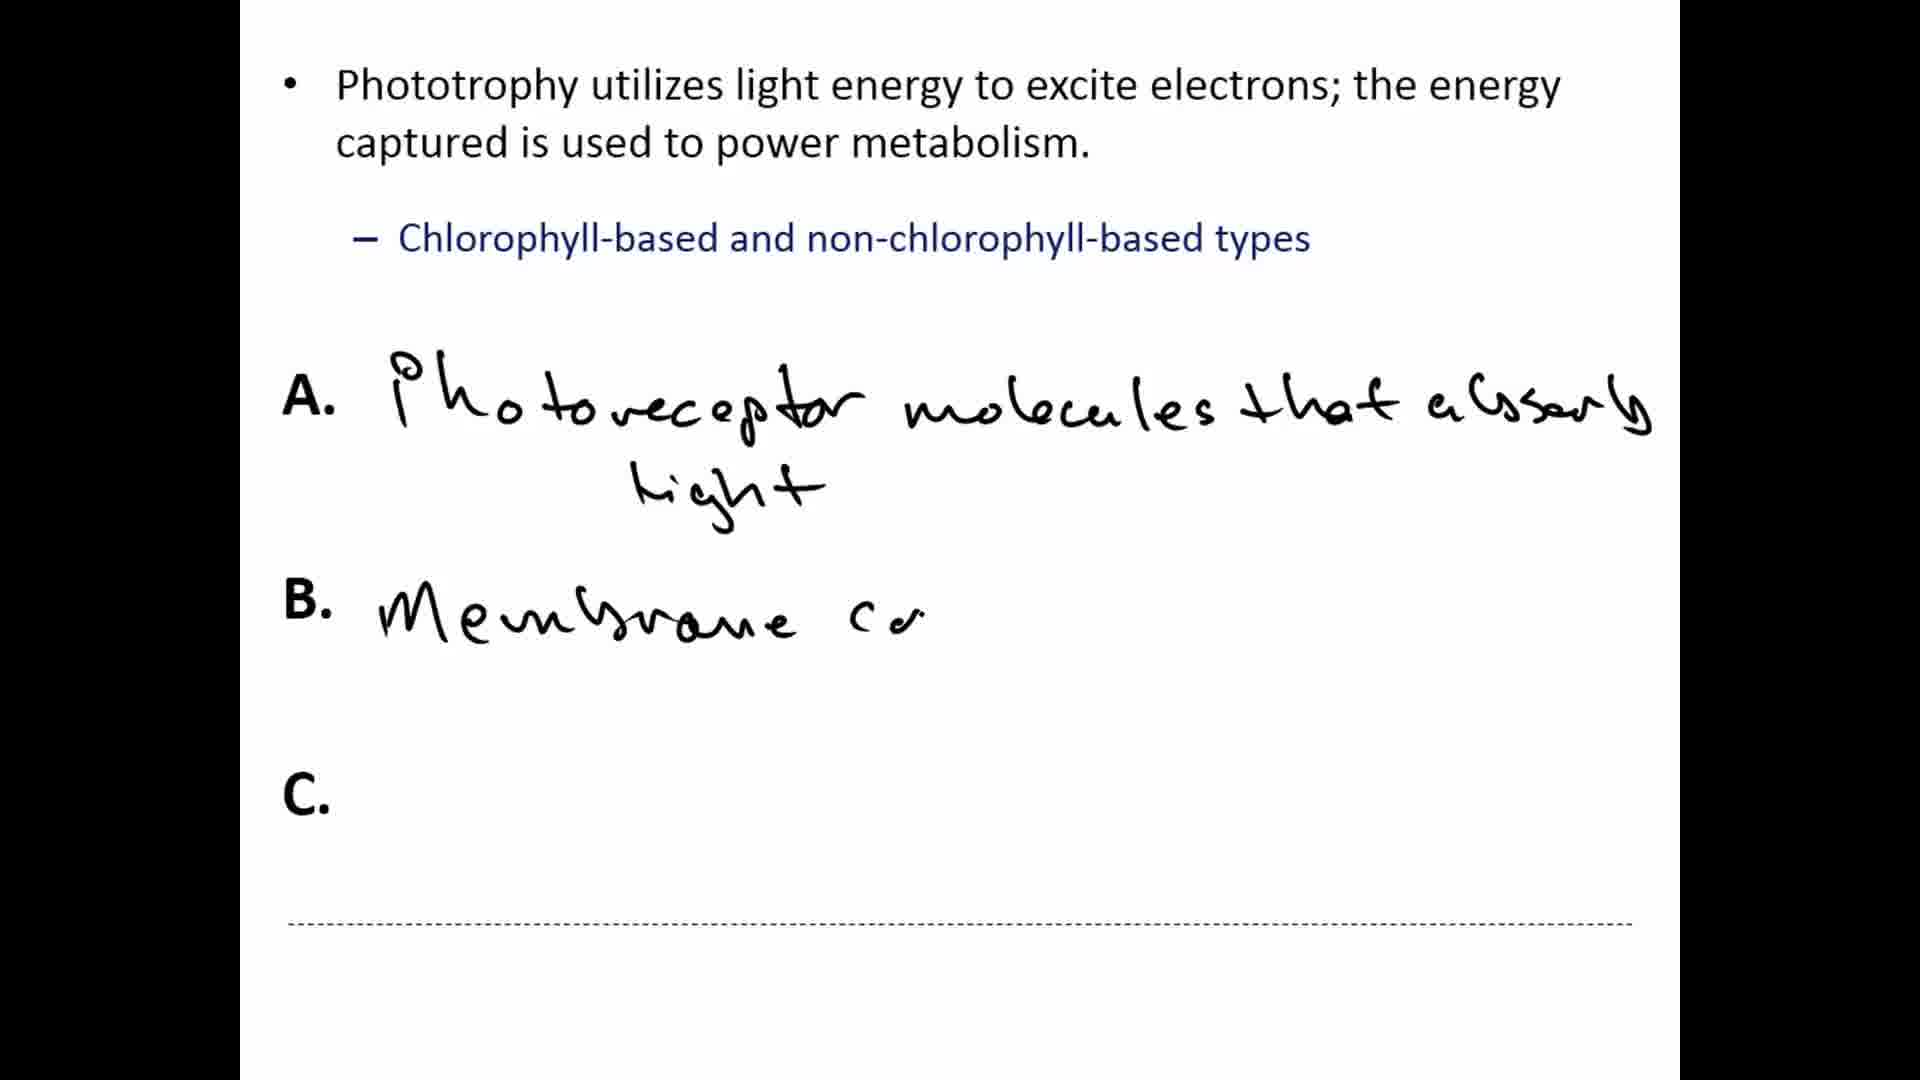 • Phototrophy utilizes light energy to excite electrons; the energy
captured is used to power metabolism.
– Chlorophyll-based and non-chlorophyll-based types
A. Photoreceptor molecules that absorb
light
B. Membrane co
C.